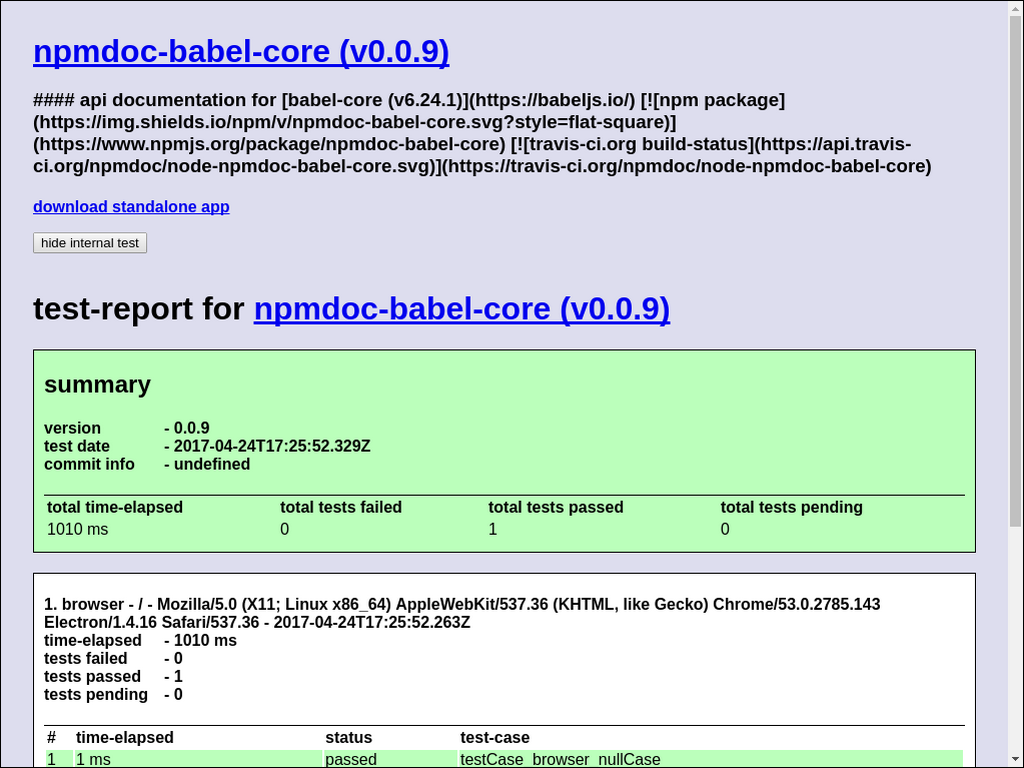 npmdoc-babel-core (v0.0.9)
#### api documentation for [babel-core (v6.24.1)](https://babeljs.io/) [![npm package]
(https://img.shields.io/npm/v/npmdoc-babel-core.svg?style=flat-square)]
(https://www.npmjs.org/package/npmdoc-babel-core) [![travis-ci.org build-status](https://api.travis-
ci.org/npmdoc/node-npmdoc-babel-core.svg)](https://travis-ci.org/npmdoc/node-npmdoc-babel-core)
download standalone app
hide internal test
test-report for npmdoc-babel-core (v0.0.9)
summary
version - 0.0.9
test date - 2017-04-24T17:25:52.329Z
commit info - undefined
total time-elapsed total tests failed total tests passed total tests pending
1010 ms 0 1 0
1. browser - / - Mozilla/5.0 (X11; Linux x86_64) AppleWebKit/537.36 (KHTML, like Gecko) Chrome/53.0.2785.143
Electron/1.4.16 Safari/537.36 - 2017-04-24T17:25:52.263Z
time-elapsed - 1010 ms
tests failed - 0
tests passed - 1
tests pending - 0
# time-elapsed status test-case
1 1 ms passed testCase_browser_nullCase